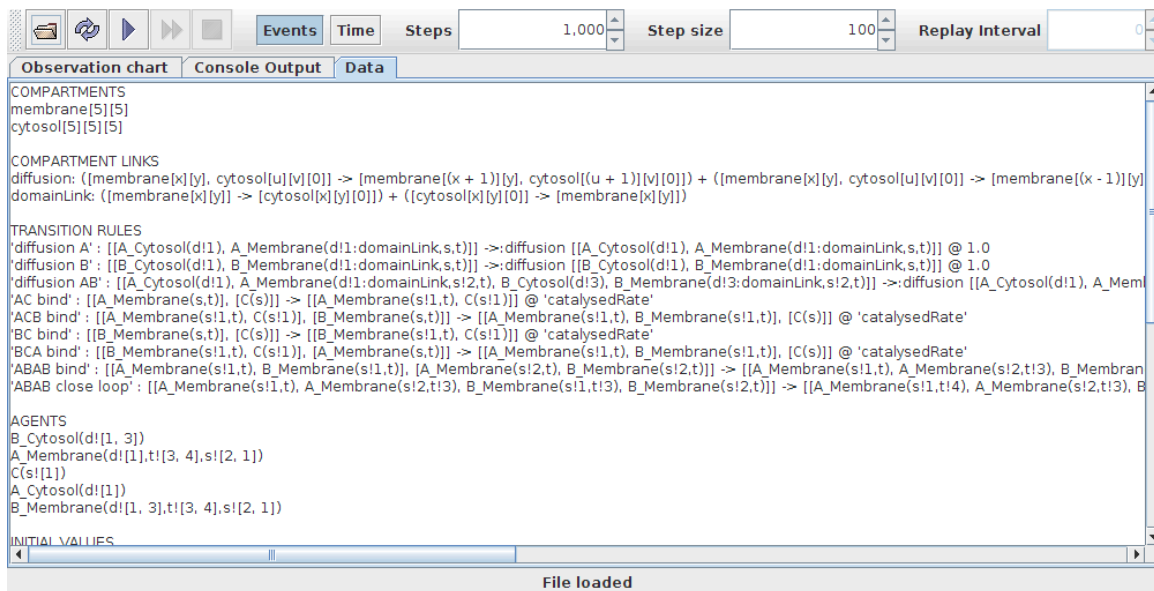 Events Time Steps 1,000 Step size 100 Replay Interval 0
Observation chart Console Output Data
COMPARTMENTS
membrane[5][5]
cytosol[5][5][5]
COMPARTMENT LINKS
diffusion: ([membrane[x][y], cytosol[u][v][0]] -> [membrane[(x + 1)][y], cytosol[(u + 1)][v][0]]) + ([membrane[x][y], cytosol[u][v][0]] -> [membrane[(x - 1)][y]
domainLink: ([membrane[x][y]] -> [cytosol[x][y][0]]) + ([cytosol[x][y][0]] -> [membrane[x][y]])
TRANSITION RULES
'diffusion A' : [[A_Cytosol(d!1), A_Membrane(d!1:domainLink,s,t)]] ->:diffusion [[A_Cytosol(d!1), A_Membrane(d!1:domainLink,s,t)]] @ 1.0
'diffusion B' : [[B_Cytosol(d!1), B_Membrane(d!1:domainLink,s,t)]] ->:diffusion [[B_Cytosol(d!1), B_Membrane(d!1:domainLink,s,t)]] @ 1.0
'diffusion AB' : [[A_Cytosol(d!1), A_Membrane(d!1:domainLink,s!2,t), B_Cytosol(d!3), B_Membrane(d!3:domainLink,s!2,t)]] ->:diffusion [[A_Cytosol(d!1), A_Meml
'AC bind' : [[A_Membrane(s,t)], [C(s)]] -> [[A_Membrane(s!1,t), C(s!1)]] @ 'catalysedRate'
'ACB bind' : [[A_Membrane(s!1,t), C(s!1)], [B_Membrane(s,t)]] -> [[A_Membrane(s!1,t), B_Membrane(s!1,t)], [C(s)]] @ 'catalysedRate'
'BC bind' : [[B_Membrane(s,t)], [C(s)]] -> [[B_Membrane(s!1,t), C(s!1)]] @ 'catalysedRate'
'BCA bind' : [[B_Membrane(s!1,t), C(s!1)], [A_Membrane(s,t)]] -> [[A_Membrane(s!1,t), B_Membrane(s!1,t)], [C(s)]] @ 'catalysedRate'
'ABAB bind' : [[A_Membrane(s!1,t), B_Membrane(s!1,t)], [A_Membrane(s!2,t), B_Membrane(s!2,t)]] -> [[A_Membrane(s!1,t), A_Membrane(s!2,t!3), B_Membran
'ABAB close loop' : [[A_Membrane(s!1,t), A_Membrane(s!2,t!3), B_Membrane(s!1,t!3), B_Membrane(s!2,t)]] -> [[A_Membrane(s!1,t!4), A_Membrane(s!2,t!3), B
AGENTS
B_Cytosol(d![1, 3])
A_Membrane(d![1],t![3, 4],s![2, 1])
C(s![1])
A_Cytosol(d![1])
B_Membrane(d![1, 3],t![3, 4],s![2, 1])
INITIAL VALUES
File loaded